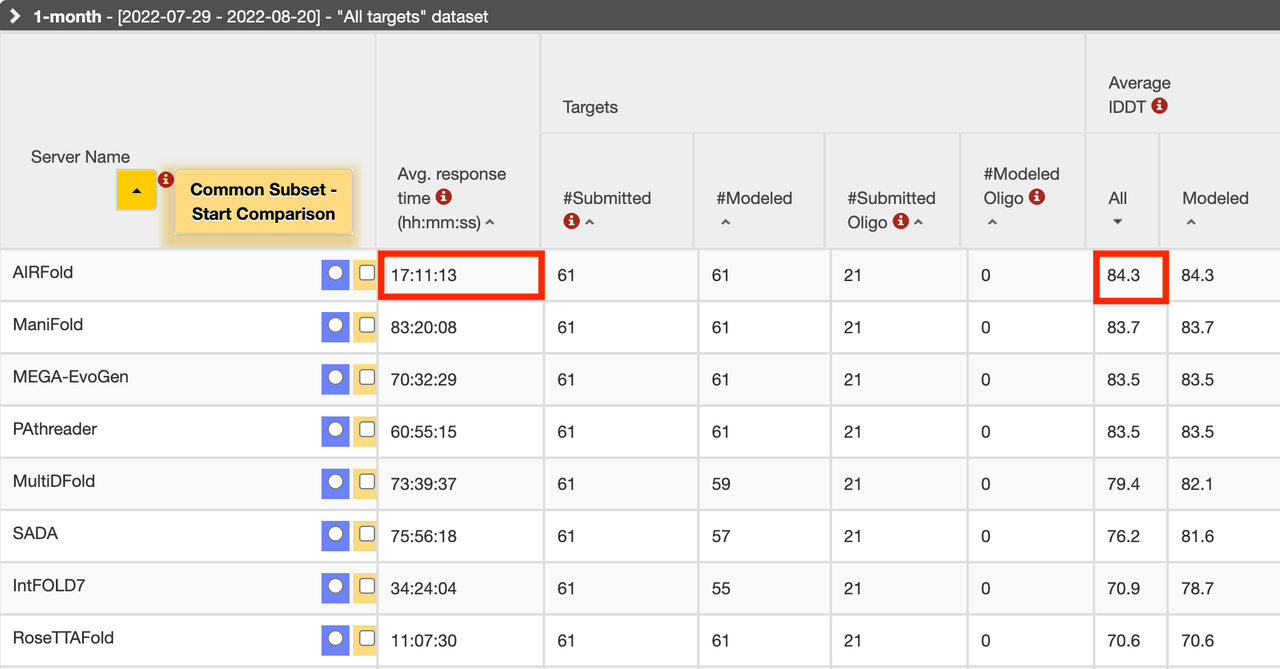 1-month - [2022-07-29 - 2022-08-20] - "All targets" dataset
Server Name
Common Subset -
Start Comparison
Avg. response
time
(hh:mm:ss)
Targets
#Submitted
#Modeled
#Submitted
Oligo
#Modeled
Oligo
Average
lDDT
All
Modeled
AIRFold 17:11:13 61 61 21 0 84.3 84.3
ManiFold 83:20:08 61 61 21 0 83.7 83.7
MEGA-EvoGen 70:32:29 61 61 21 0 83.5 83.5
PAthreader 60:55:15 61 61 21 0 83.5 83.5
MultiDFold 73:39:37 61 59 21 0 79.4 82.1
SADA 75:56:18 61 57 21 0 76.2 81.6
IntFOLD7 34:24:04 61 55 21 0 70.9 78.7
RoseTTAFold 11:07:30 61 61 21 0 70.6 70.6